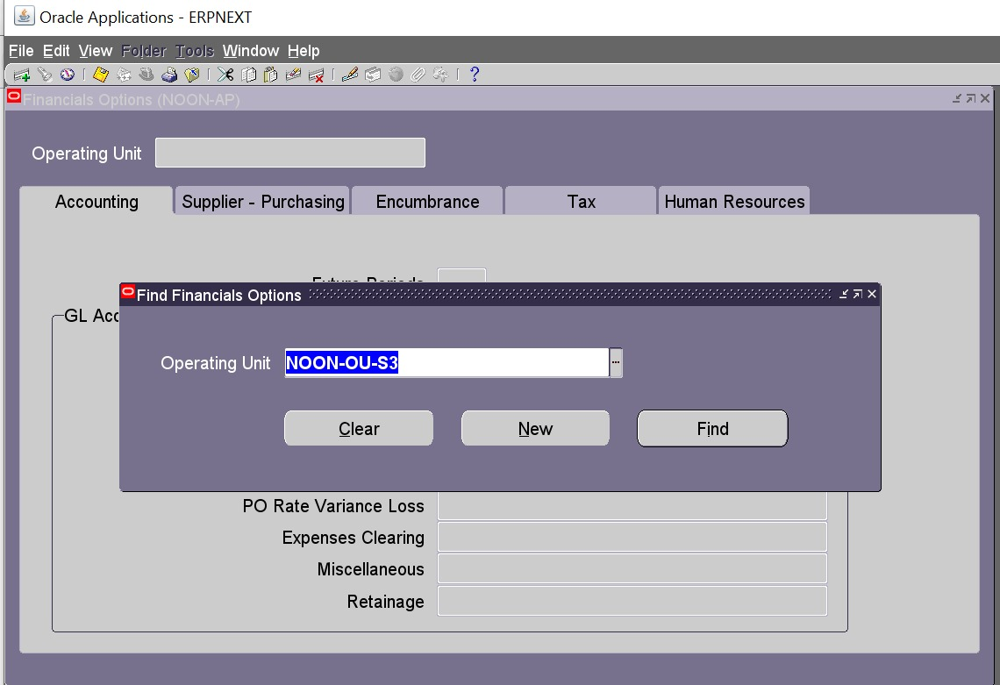 Oracle Applications - ERPNEXT
File Edit View Folder Tools Window Help
Financials Options (NOON-AP)
Operating Unit
Accounting Supplier - Purchasing Encumbrance Tax Human Resources
Future Periods
Find Financials Options
GL Acc
Operating Unit NOON-OU-S3 ...
Clear New Find
PO Rate Variance Loss
Expenses Clearing
Miscellaneous
Retainage